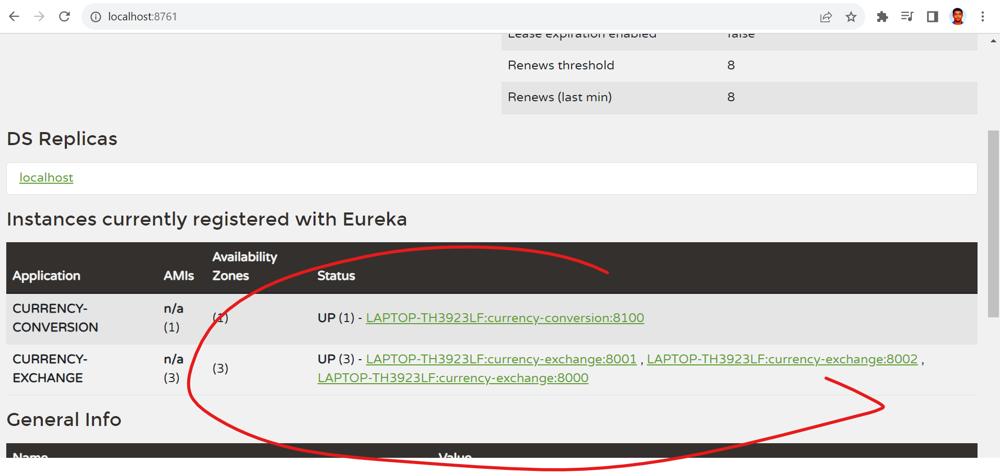 localhost:8761
Lease expiration enabled false
Renews threshold 8
Renews (last min) 8
DS Replicas
localhost
Instances currently registered with Eureka
Application AMIs Availability Zones Status
CURRENCY-CONVERSION n/a (1) (1) UP (1) - LAPTOP-TH3923LF:currency-conversion:8100
CURRENCY-EXCHANGE n/a (3) (3) UP (3) - LAPTOP-TH3923LF:currency-exchange:8001 , LAPTOP-TH3923LF:currency-exchange:8002 ,
LAPTOP-TH3923LF:currency-exchange:8000
General Info
Name Value